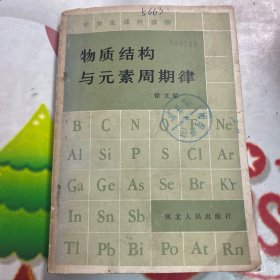 5663
中学生课外读物
物质结构
与元素周期律
徐文娟
B C N O F Ne
Al Si P S Cl Ar
Ga Ge As Se Br Kr
In Sn Sb I
Tl Pb Bi Po At Rn
河北人民出版社